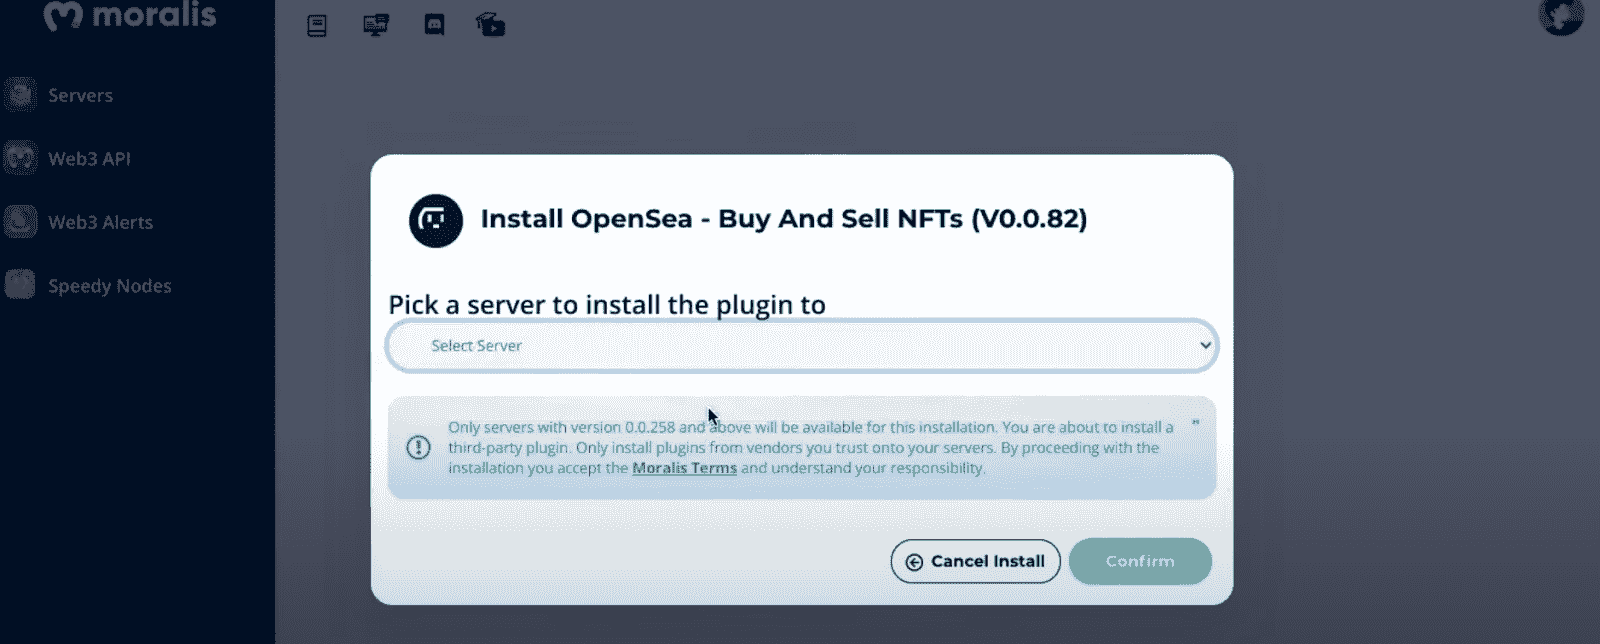 moralis
Servers
Web3 API
Web3 Alerts
Speedy Nodes
Install OpenSea - Buy And Sell NFTs (V0.0.82)
Pick a server to install the plugin to
Select Server
Only servers with version 0.0.258 and above will be available for this installation. You are about to install a
third-party plugin. Only install plugins from vendors you trust onto your servers. By proceeding with the
installation you accept the Moralis Terms and understand your responsibility.
Cancel Install
Confirm